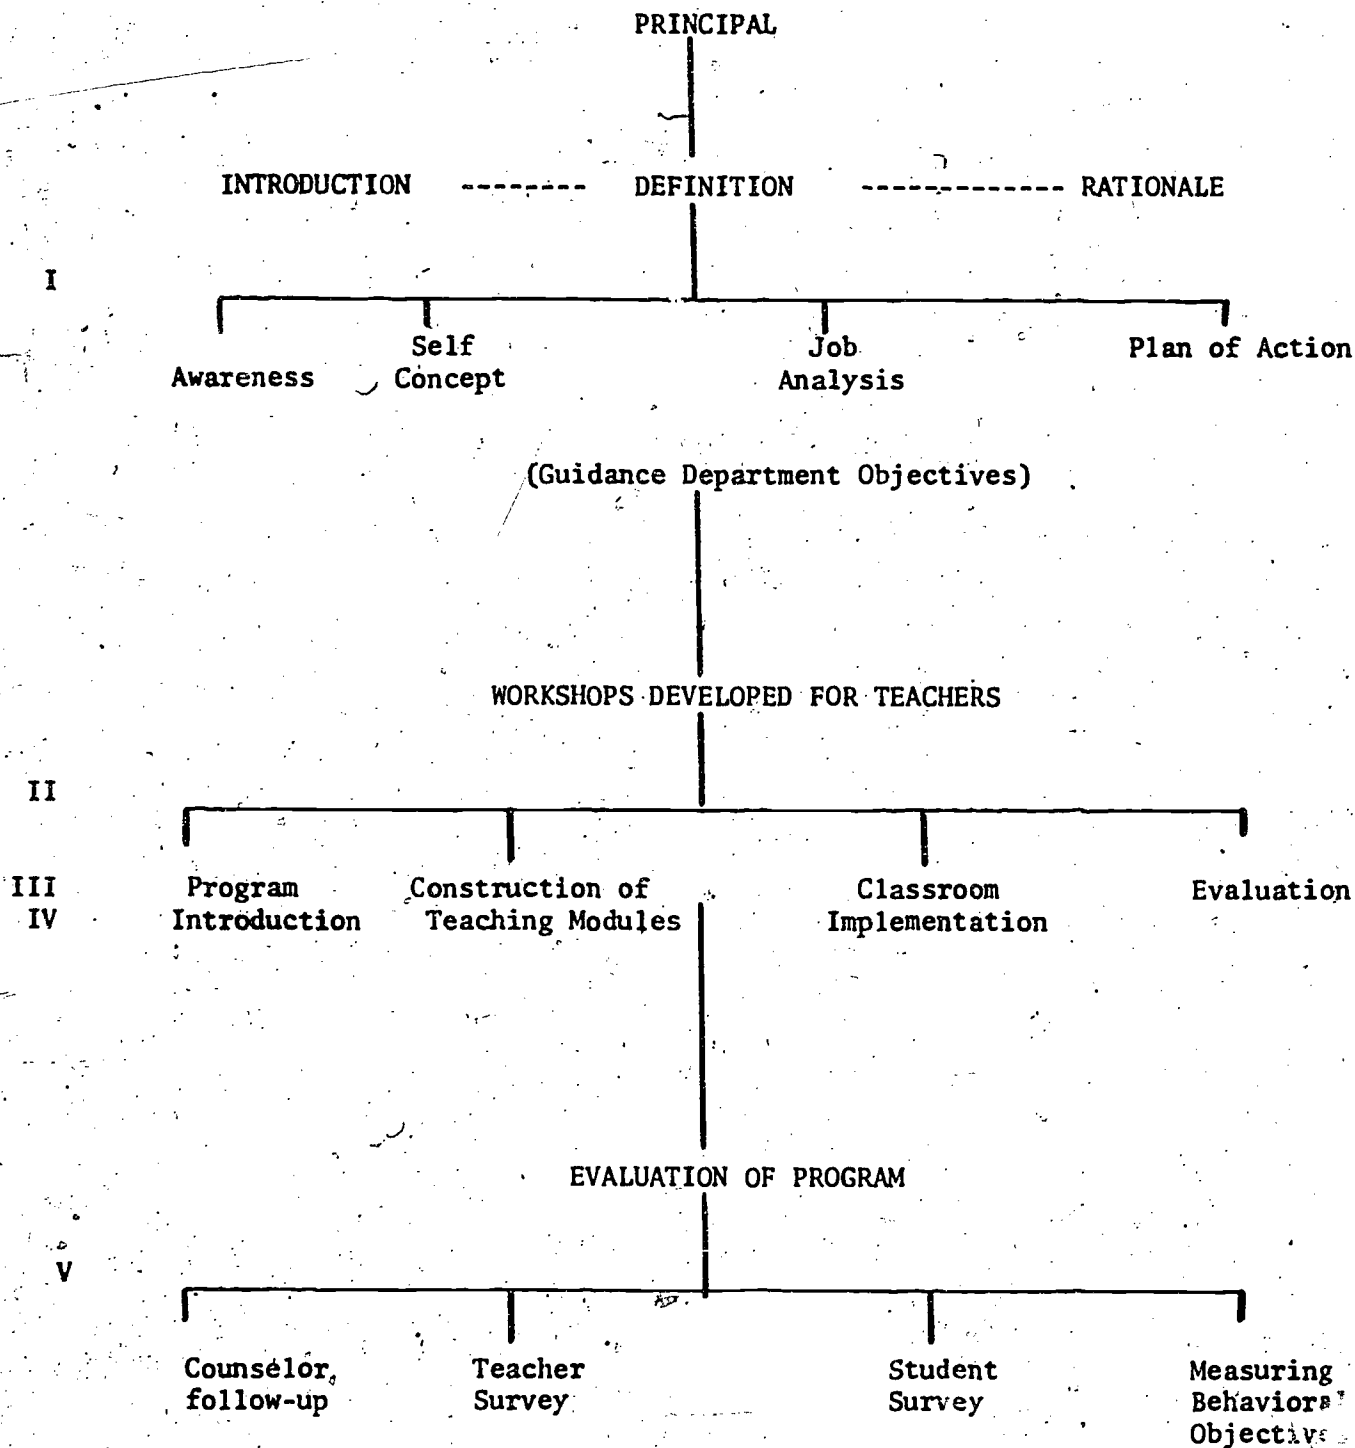 PRINCIPAL
INTRODUCTION -------- DEFINITION ------------- RATIONALE
I
Awareness
Self
Concept
Job
Analysis
Plan of Action
(Guidance Department Objectives)
WORKSHOPS DEVELOPED FOR TEACHERS
II
III
IV
Program
Introduction
Construction of
Teaching Modules
Classroom
Implementation
Evaluation
EVALUATION OF PROGRAM
V
Counselor
follow-up
Teacher
Survey
Student
Survey
Measuring